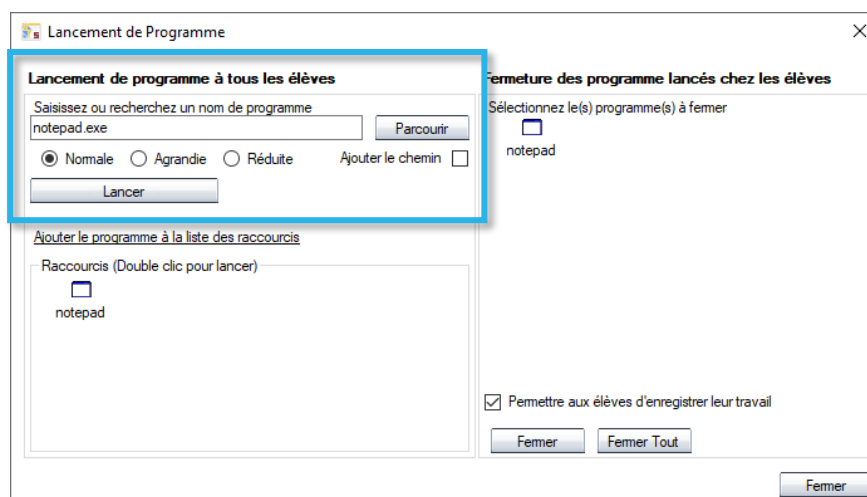 Lancement de Programme
Lancement de programme à tous les élèves
Saisissez ou recherchez un nom de programme
notepad.exe
Parcourir
Normale
Agrandie
Réduite
Ajouter le chemin
Lancer
Ajouter le programme à la liste des raccourcis
Raccourcis (Double clic pour lancer)
notepad
Fermeture des programme lancés chez les élèves
Sélectionnez le(s) programme(s) à fermer
notepad
Permettre aux élèves d'enregistrer leur travail
Fermer
Fermer Tout
Fermer